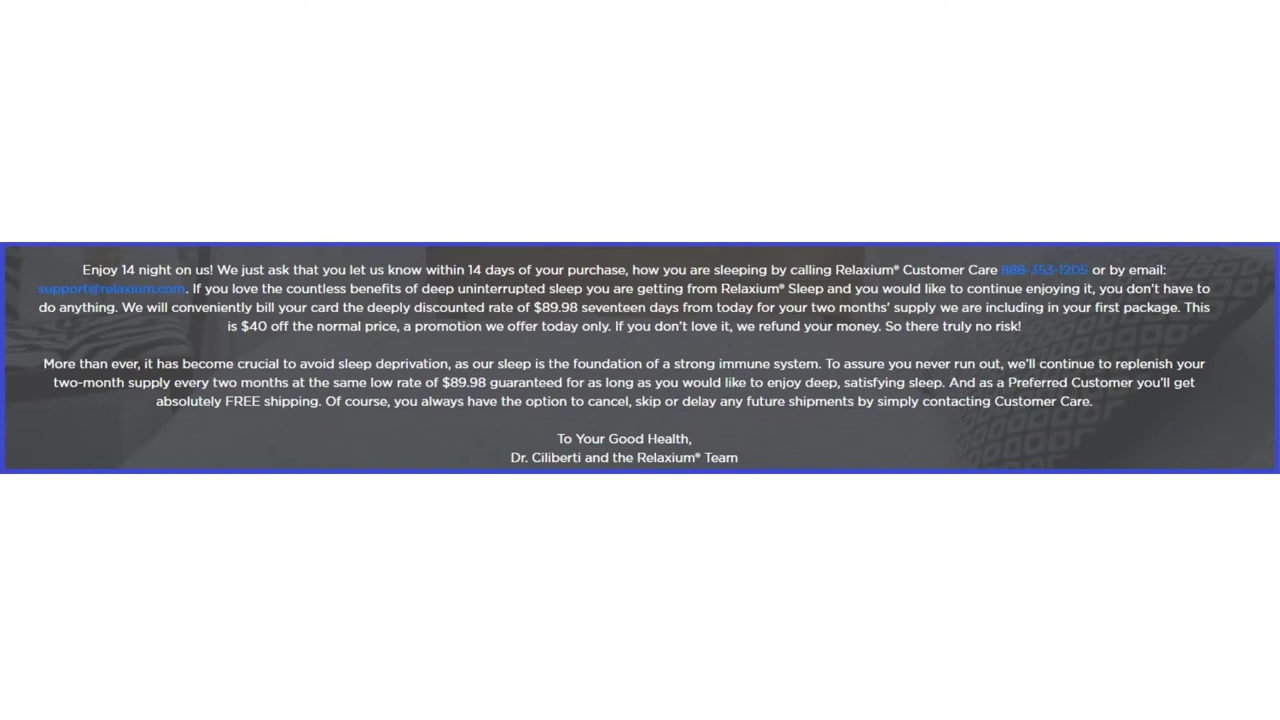 Enjoy 14 night on us! We just ask that you let us know within 14 days of your purchase, how you are sleeping by calling Relaxium® Customer Care 888-353-1205 or by email:
support@relaxium.com. If you love the countless benefits of deep uninterrupted sleep you are getting from Relaxium® Sleep and you would like to continue enjoying it, you don't have to
do anything. We will conveniently bill your card the deeply discounted rate of $89.98 seventeen days from today for your two months' supply we are including in your first package. This
is $40 off the normal price, a promotion we offer today only. If you don't love it, we refund your money. So there truly no risk!
More than ever, it has become crucial to avoid sleep deprivation, as our sleep is the foundation of a strong immune system. To assure you never run out, we'll continue to replenish your
two-month supply every two months at the same low rate of $89.98 guaranteed for as long as you would like to enjoy deep, satisfying sleep. And as a Preferred Customer you'll get
absolutely FREE shipping. Of course, you always have the option to cancel, skip or delay any future shipments by simply contacting Customer Care.
To Your Good Health,
Dr. Ciliberti and the Relaxium® Team